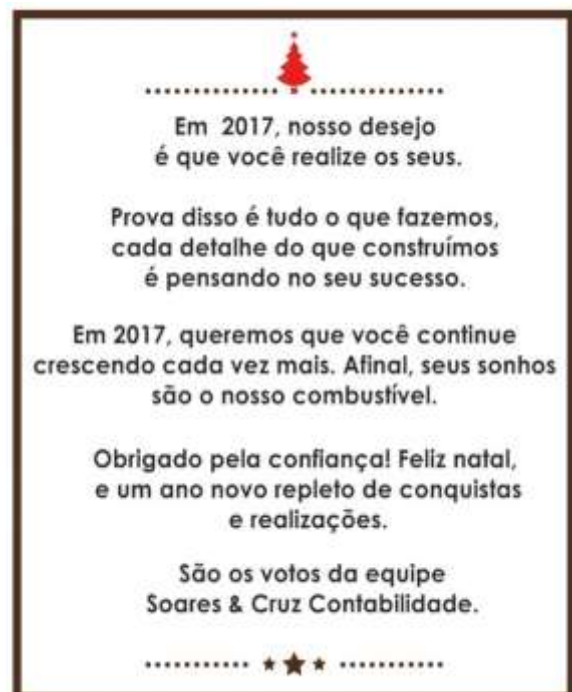 Em 2017, nosso desejo
é que você realize os seus.
Prova disso é tudo o que fazemos,
cada detalhe do que construímos
é pensando no seu sucesso.
Em 2017, queremos que você continue
crescendo cada vez mais. Afinal, seus sonhos
são o nosso combustível.
Obrigado pela confiança! Feliz natal,
e um ano novo repleto de conquistas
e realizações.
São os votos da equipe
Soares & Cruz Contabilidade.